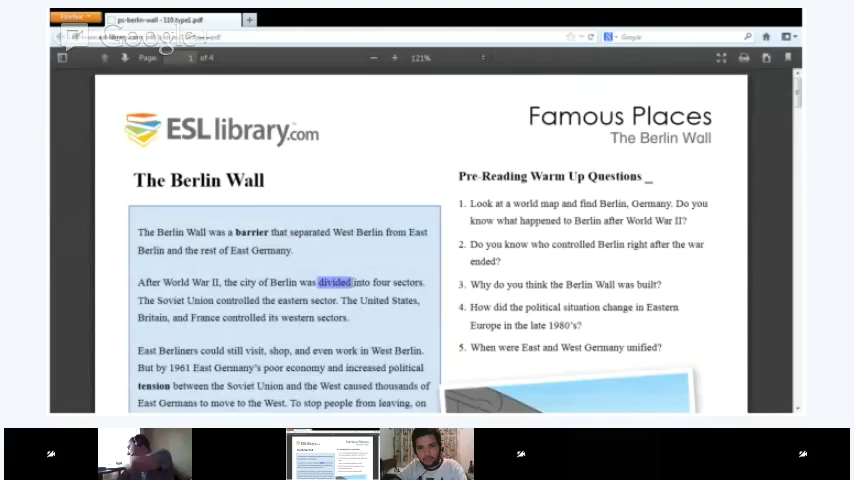 Firefox
ps-berlin-wall - 110.type1.pdf
Google+
Google
Page:
1 of 4
121%
ESLlibrary.com
Famous Places
The Berlin Wall
The Berlin Wall
The Berlin Wall was a barrier that separated West Berlin from East
Berlin and the rest of East Germany.
After World War II, the city of Berlin was divided into four sectors.
The Soviet Union controlled the eastern sector. The United States,
Britain, and France controlled its western sectors.
East Berliners could still visit, shop, and even work in West Berlin.
But by 1961 East Germany's poor economy and increased political
tension between the Soviet Union and the West caused thousands of
East Germans to move to the West. To stop people from leaving, on
Pre-Reading Warm Up Questions _
1. Look at a world map and find Berlin, Germany. Do you
know what happened to Berlin after World War II?
2. Do you know who controlled Berlin right after the war
ended?
3. Why do you think the Berlin Wall was built?
4. How did the political situation change in Eastern
Europe in the late 1980's?
5. When were East and West Germany unified?